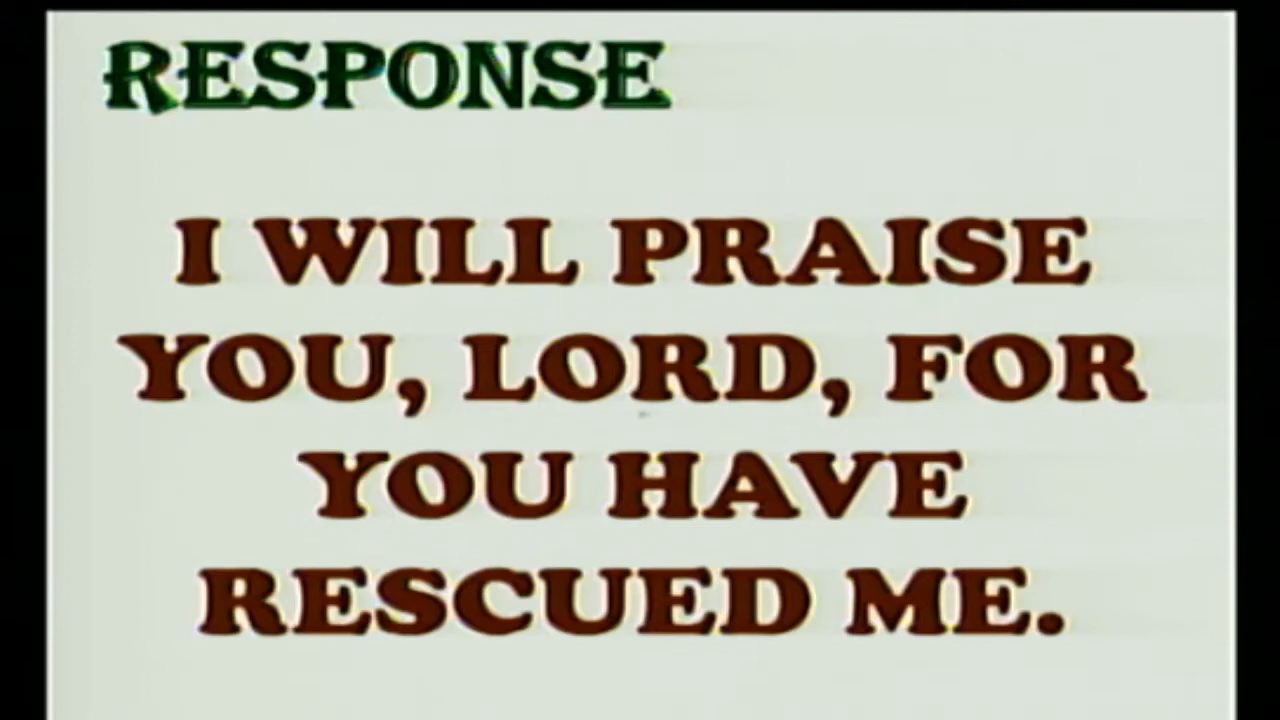 RESPONSE
I WILL PRAISE
YOU, LORD, FOR
YOU HAVE
RESCUED ME.